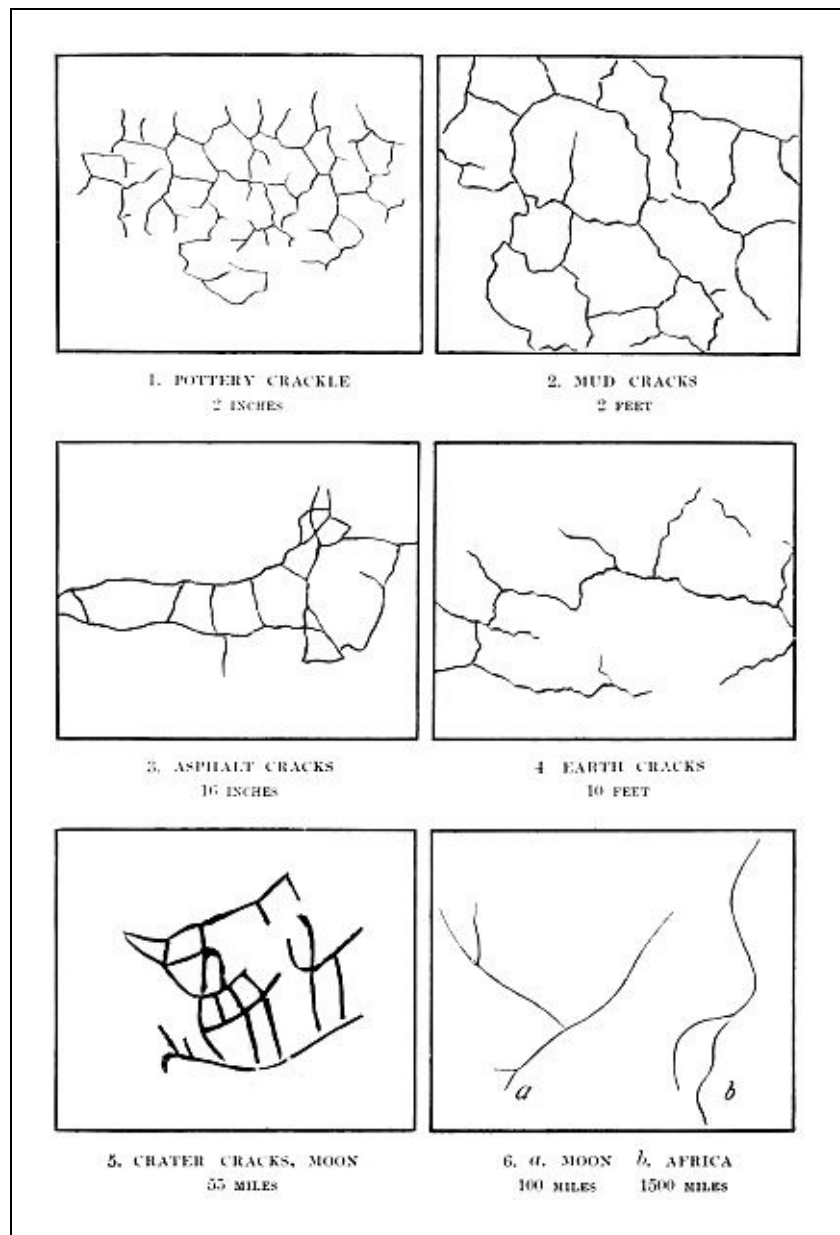 1. POTTERY CRACKLE
2 INCHES
2. MUD CRACKS
2 FEET
3. ASPHALT CRACKS
16 INCHES
4 EARTH CRACKS
10 FEET
a
b
5. CRATER CRACKS, MOON
55 MILES
6. a. MOON b. AFRICA
100 MILES 1500 MILES